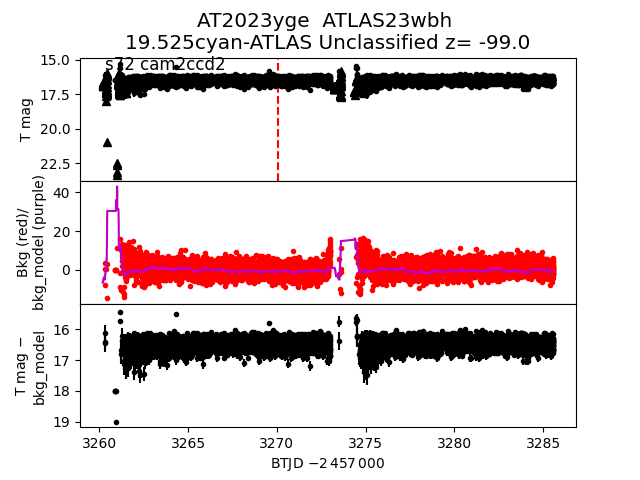 AT2023yge  ATLAS23wbh
19.525cyan-ATLAS Unclassified z= -99.0
s72 cam2ccd2
15.0
17.5
20.0
22.5
T mag
40
20
0
Bkg (red)/
bkg_model (purple)
16
17
18
19
T mag −
bkg_model
3260 3265 3270 3275 3280 3285
BTJD −2 457 000